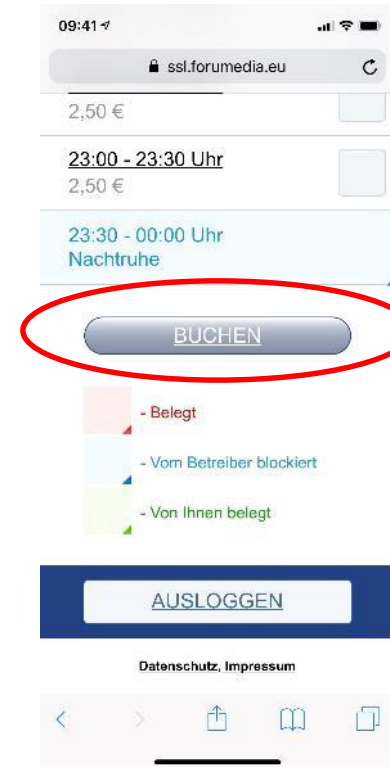 09:41
ssl.forumedia.eu
2,50 €
23:00 - 23:30 Uhr
2,50 €
23:30 - 00:00 Uhr
Nachtruhe
BUCHEN
- Belegt
- Vom Betreiber blockiert
- Von Ihnen belegt
AUSLOGGEN
Datenschutz, Impressum